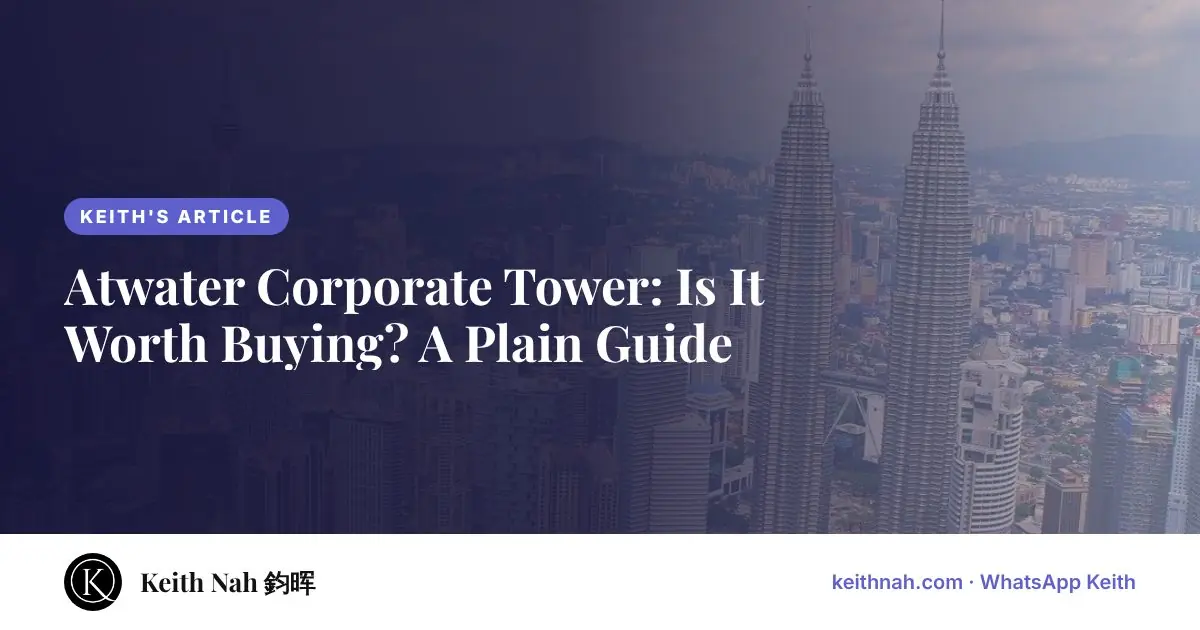 KEITH'S ARTICLE
Atwater Corporate Tower: Is It
Worth Buying? A Plain Guide
K
Keith Nah 鈞晖
keithnah.com · WhatsApp Keith